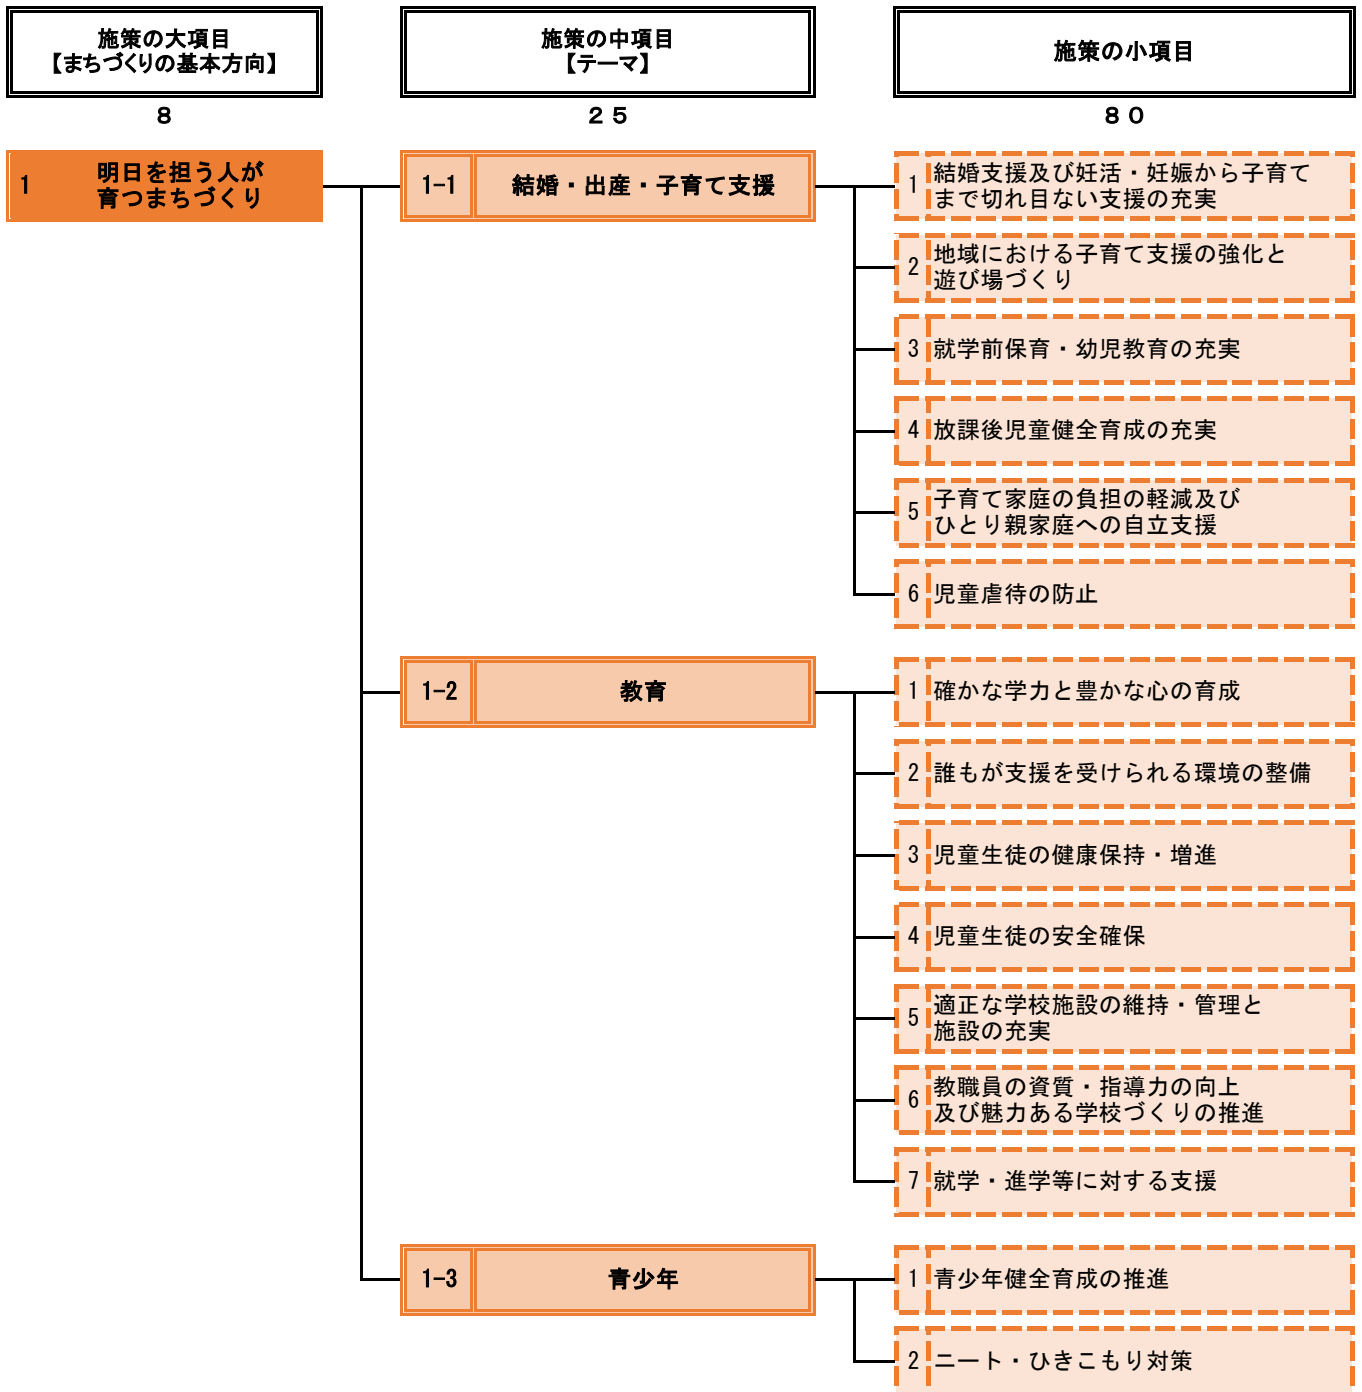 施策の大項目
【まちづくりの基本方向】
８
施策の中項目
【テーマ】
２５
施策の小項目
８０
1
明日を担う人が
育つまちづくり
1-1
結婚・出産・子育て支援
1
結婚支援及び妊活・妊娠から子育て
まで切れ目ない支援の充実
2
地域における子育て支援の強化と
遊び場づくり
3
就学前保育・幼児教育の充実
4
放課後児童健全育成の充実
5
子育て家庭の負担の軽減及び
ひとり親家庭への自立支援
6
児童虐待の防止
1-2
教育
1
確かな学力と豊かな心の育成
2
誰もが支援を受けられる環境の整備
3
児童生徒の健康保持・増進
4
児童生徒の安全確保
5
適正な学校施設の維持・管理と
施設の充実
6
教職員の資質・指導力の向上
及び魅力ある学校づくりの推進
7
就学・進学等に対する支援
1-3
青少年
1
青少年健全育成の推進
2
ニート・ひきこもり対策